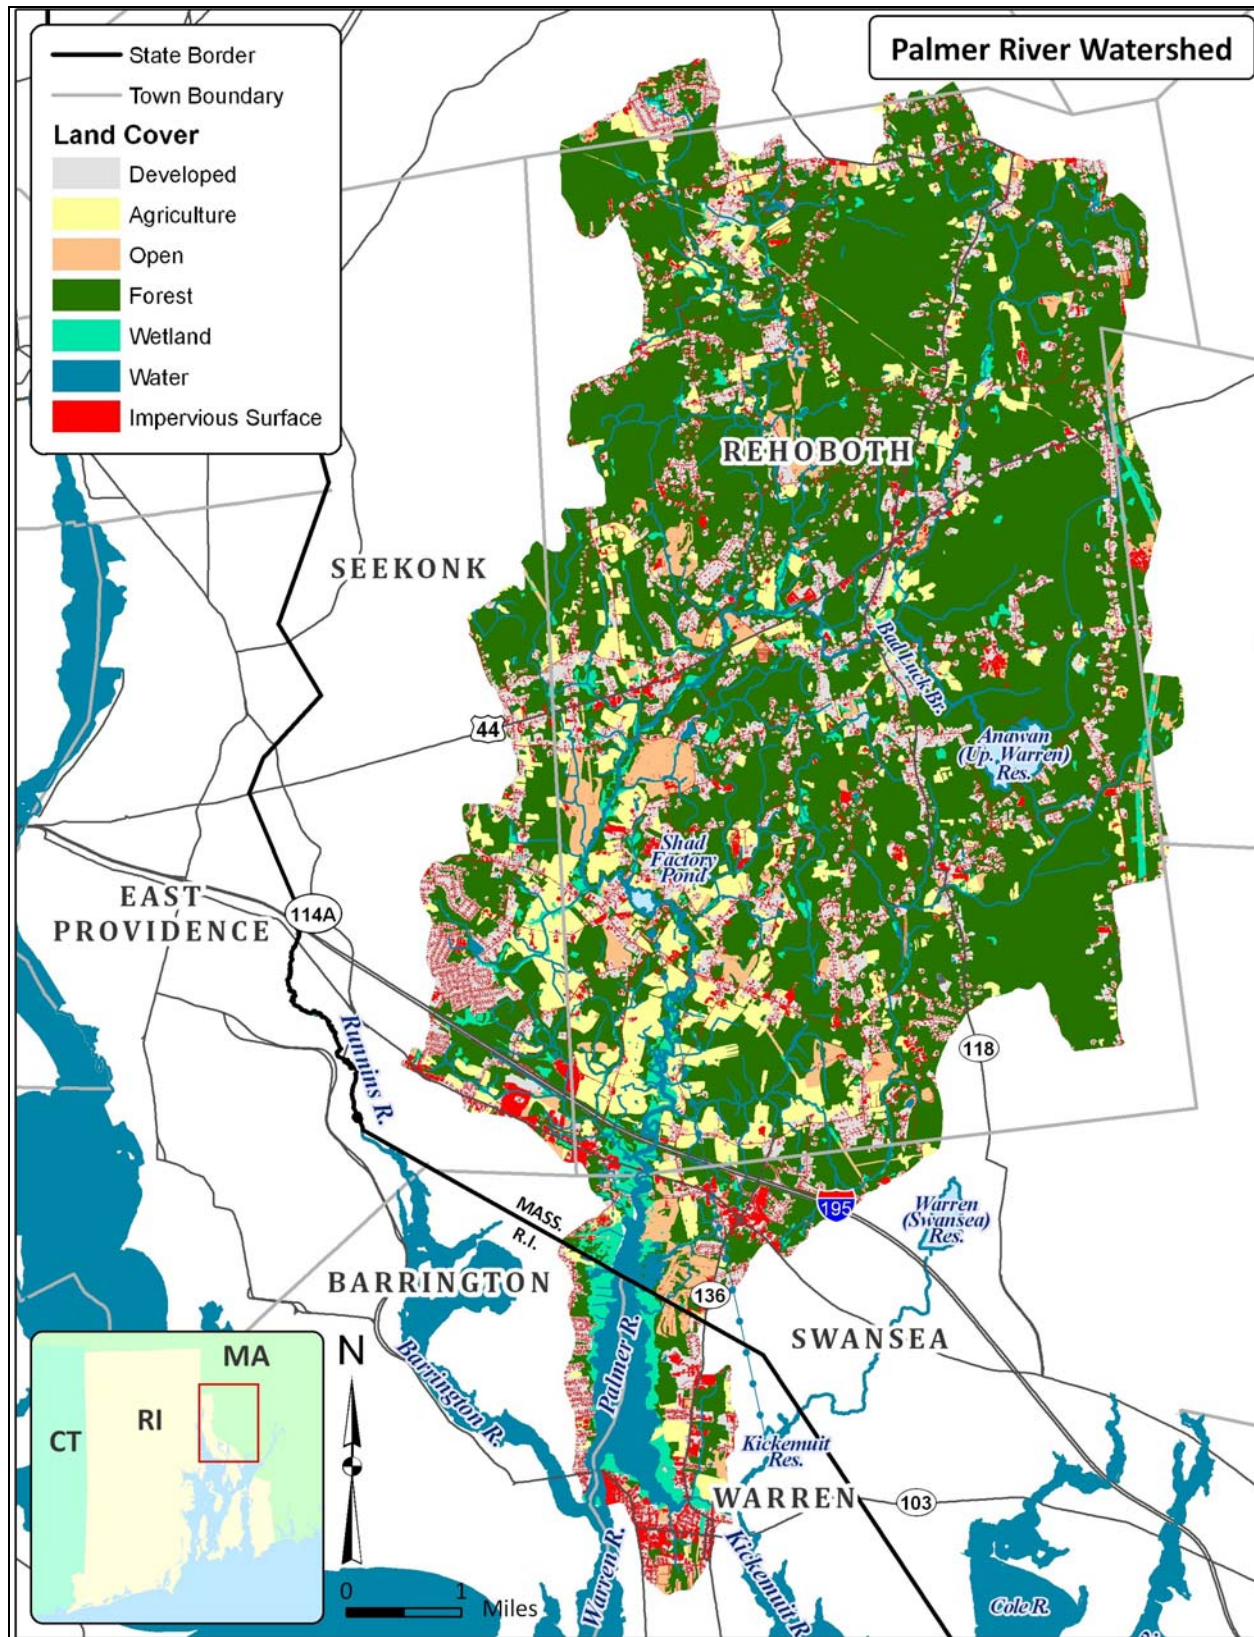 Palmer River Watershed
State Border
Town Boundary
Land Cover
Developed
Agriculture
Open
Forest
Wetland
Water
Impervious Surface
REHOBOTH
SEEKONK
Bad Luck Br.
44
Anawan
(Up. Warren)
Res.
Shad
Factory
Pond
EAST
PROVIDENCE
114A
Runnins R.
118
MASS.
R.I.
195
Warren
(Swansea)
Res.
BARRINGTON
136
SWANSEA
Palmer R.
Barrington R.
Kickemuit
Res.
WARREN
103
Warren R.
Kickemuit R.
Cole R.
MA
CT
RI
N
0 1
Miles